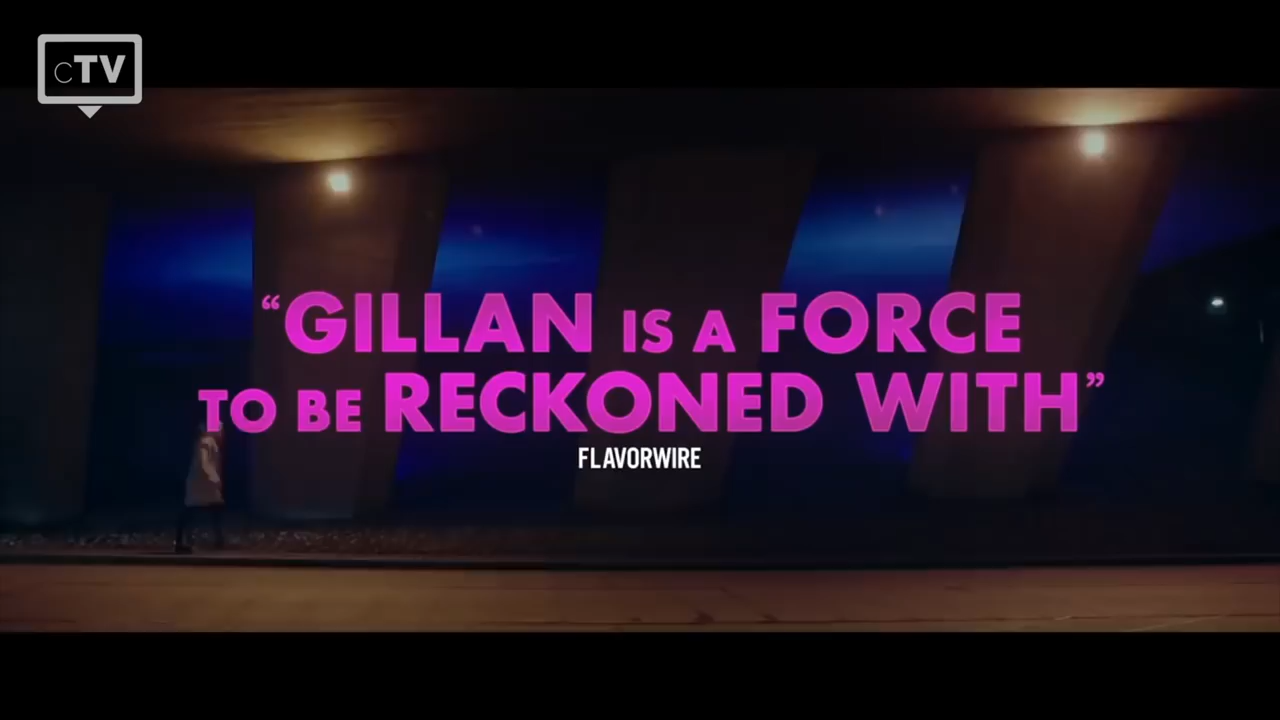 cTV
“GILLAN IS A FORCE
TO BE RECKONED WITH”
FLAVORWIRE